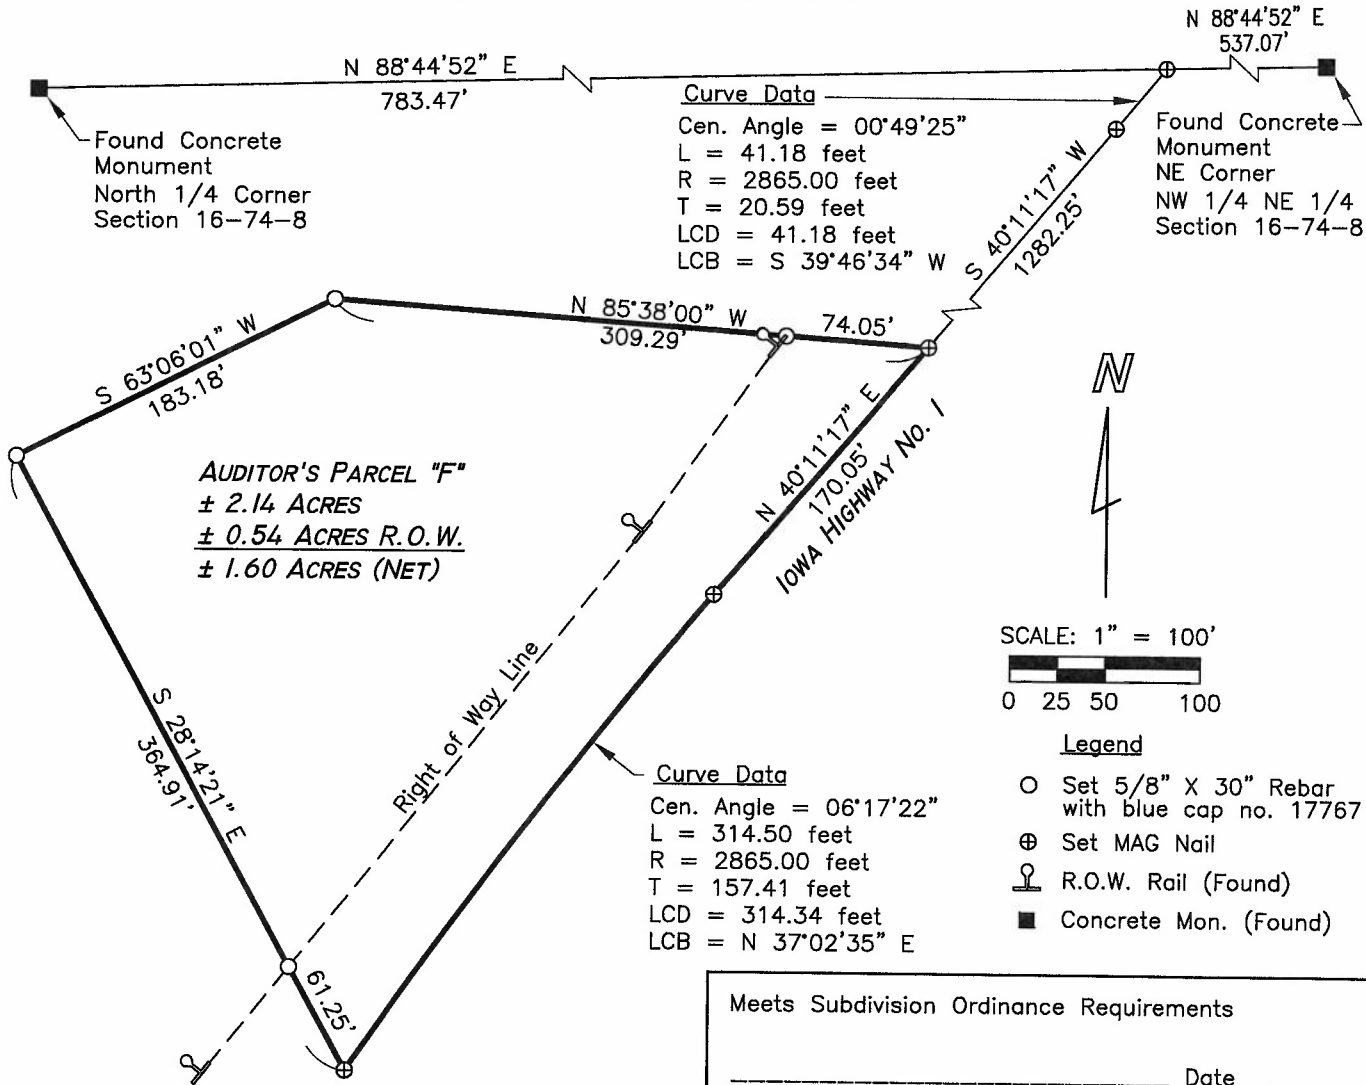 N 88°44'52" E
537.07'
N 88°44'52" E
783.47'
Found Concrete
Monument
North 1/4 Corner
Section 16-74-8
Curve Data
Cen. Angle = 00°49'25"
L = 41.18 feet
R = 2865.00 feet
T = 20.59 feet
LCD = 41.18 feet
LCB = S 39°46'34" W
Found Concrete
Monument
NE Corner
NW 1/4 NE 1/4
Section 16-74-8
S 40°11'17" W
1282.25'
N 85°38'00" W
309.29'
74.05'
S 63°06'01" W
183.18'
N
N 40°11'17" E
170.05'
IOWA HIGHWAY No. 1
AUDITOR'S PARCEL "F"
± 2.14 ACRES
± 0.54 ACRES R.O.W.
± 1.60 ACRES (NET)
SCALE: 1" = 100'
0 25 50 100
Right of Way Line
S 28°14'21" E
364.91'
61.25'
Curve Data
Cen. Angle = 06°17'22"
L = 314.50 feet
R = 2865.00 feet
T = 157.41 feet
LCD = 314.34 feet
LCB = N 37°02'35" E
Legend
Set 5/8" X 30" Rebar
with blue cap no. 17767
Set MAG Nail
R.O.W. Rail (Found)
Concrete Mon. (Found)
Meets Subdivision Ordinance Requirements
Date